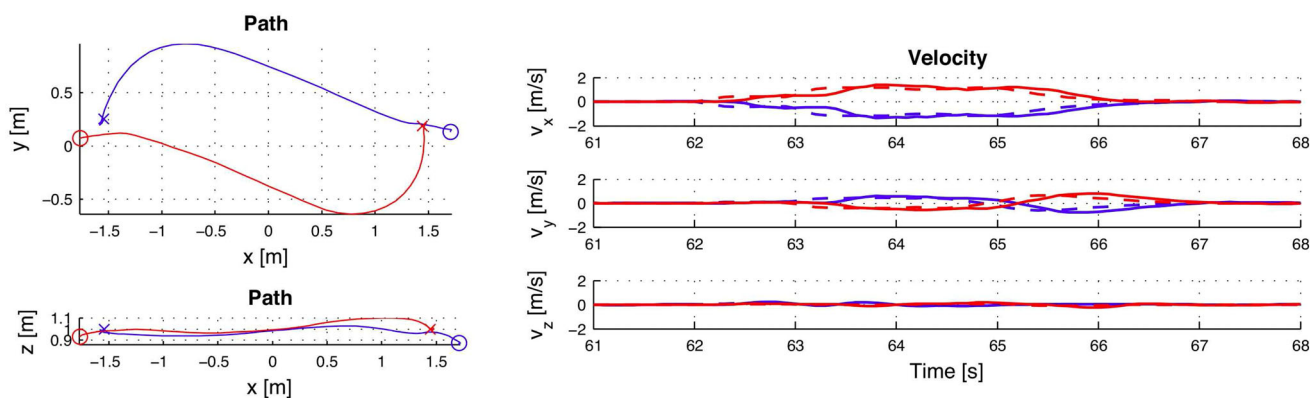 Path
0.5
0
−0.5
y [m]
−1.5 −1 −0.5 0 0.5 1 1.5
x [m]
Path
1.1
1
0.9
z [m]
−1.5 −1 −0.5 0 0.5 1 1.5
x [m]
Velocity
2
0
−2
v_x [m/s]
61 62 63 64 65 66 67 68
2
0
−2
v_y [m/s]
61 62 63 64 65 66 67 68
2
0
−2
v_z [m/s]
61 62 63 64 65 66 67 68
Time [s]